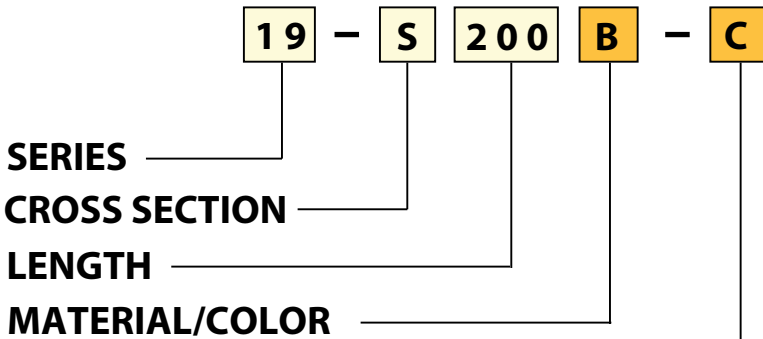 19 – S 200 B – C
SERIES
CROSS SECTION
LENGTH
MATERIAL/COLOR